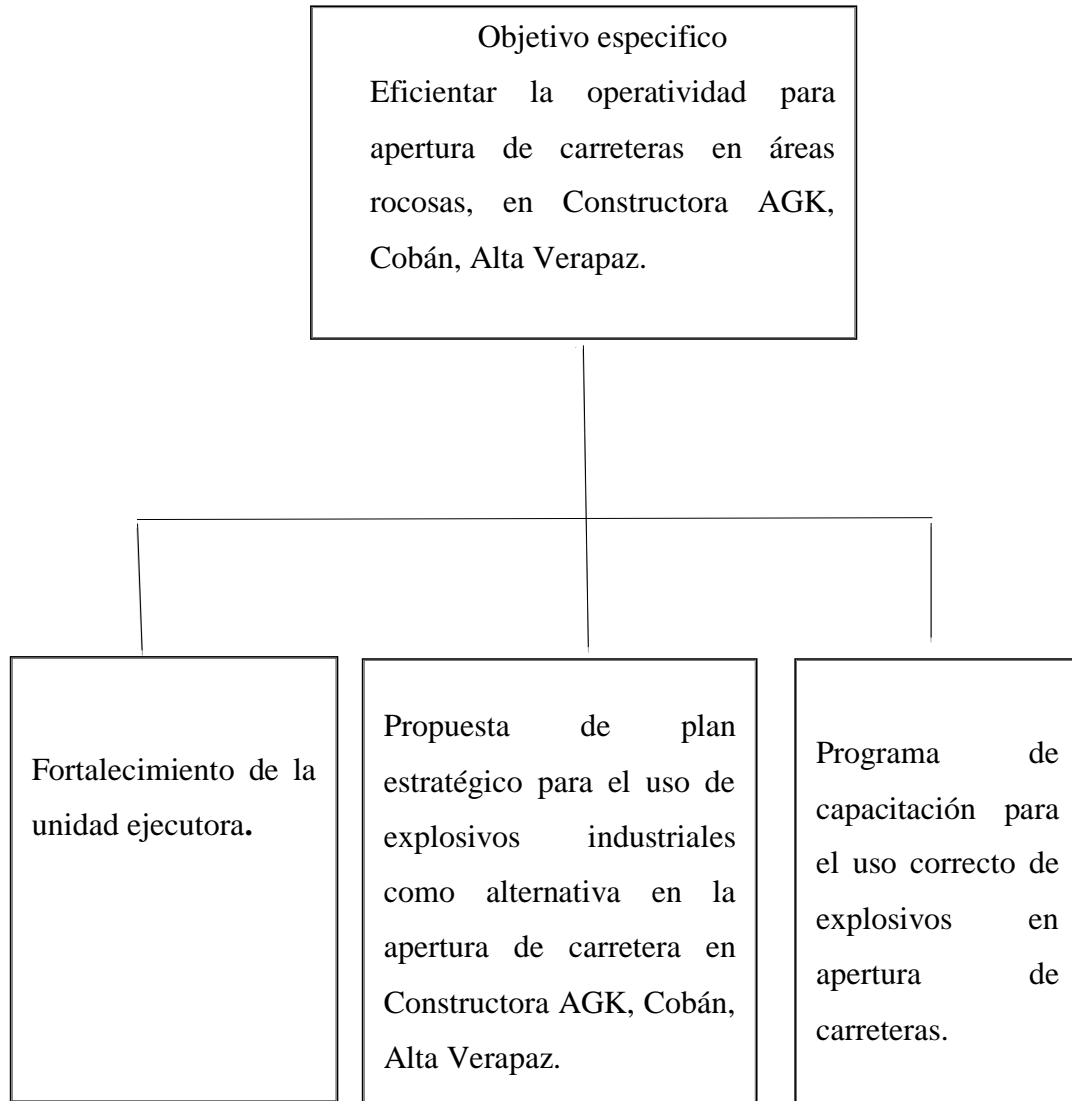 Objetivo especifico
Eficientar la operatividad para
apertura de carreteras en áreas
rocosas, en Constructora AGK,
Cobán, Alta Verapaz.
Fortalecimiento de la
unidad ejecutora.
Propuesta de plan
estratégico para el uso de
explosivos industriales
como alternativa en la
apertura de carretera en
Constructora AGK, Cobán,
Alta Verapaz.
Programa de
capacitación para
el uso correcto de
explosivos en
apertura de
carreteras.